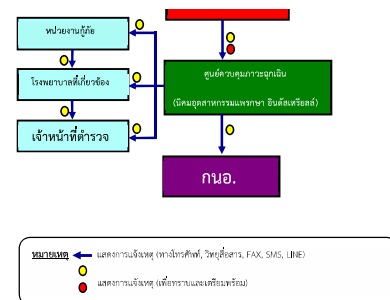 หน่วยงานกู้ภัย
โรงพยาบาลที่เกี่ยวข้อง
เจ้าหน้าที่ตำรวจ
ศูนย์ควบคุมภาวะฉุกเฉิน
(นิคมอุตสาหกรรมแพรกษา อินดัสเตรียลล์)
กนอ.
หมายเหตุ แสดงการแจ้งเหตุ (ทางโทรศัพท์, วิทยุสื่อสาร, FAX, SMS, LINE)
แสดงการแจ้งเหตุ (เพื่อทราบและเตรียมพร้อม)